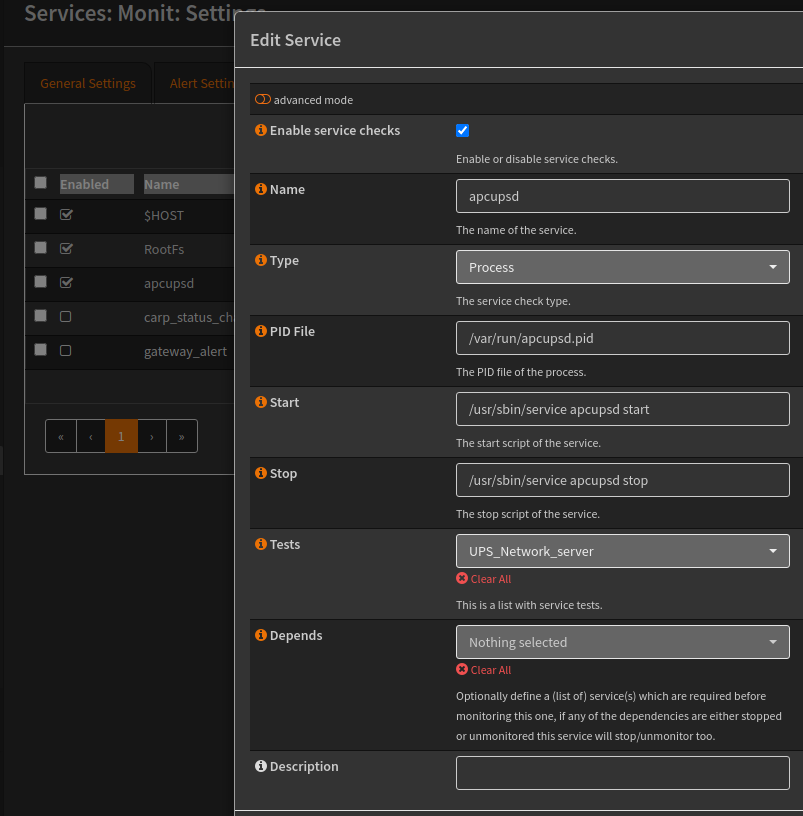 Services: Monit: Settings
General Settings
Alert Settin
Enabled
Name
$HOST
RootFs
apcupsd
carp_status_ch
gateway_alert
«
‹
1
›
»
Edit Service
advanced mode
Enable service checks
Enable or disable service checks.
Name
apcupsd
The name of the service.
Type
Process
The service check type.
PID File
/var/run/apcupsd.pid
The PID file of the process.
Start
/usr/sbin/service apcupsd start
The start script of the service.
Stop
/usr/sbin/service apcupsd stop
The stop script of the service.
Tests
UPS_Network_server
Clear All
This is a list with service tests.
Depends
Nothing selected
Clear All
Optionally define a (list of) service(s) which are required before
monitoring this one, if any of the dependencies are either stopped
or unmonitored this service will stop/unmonitor too.
Description